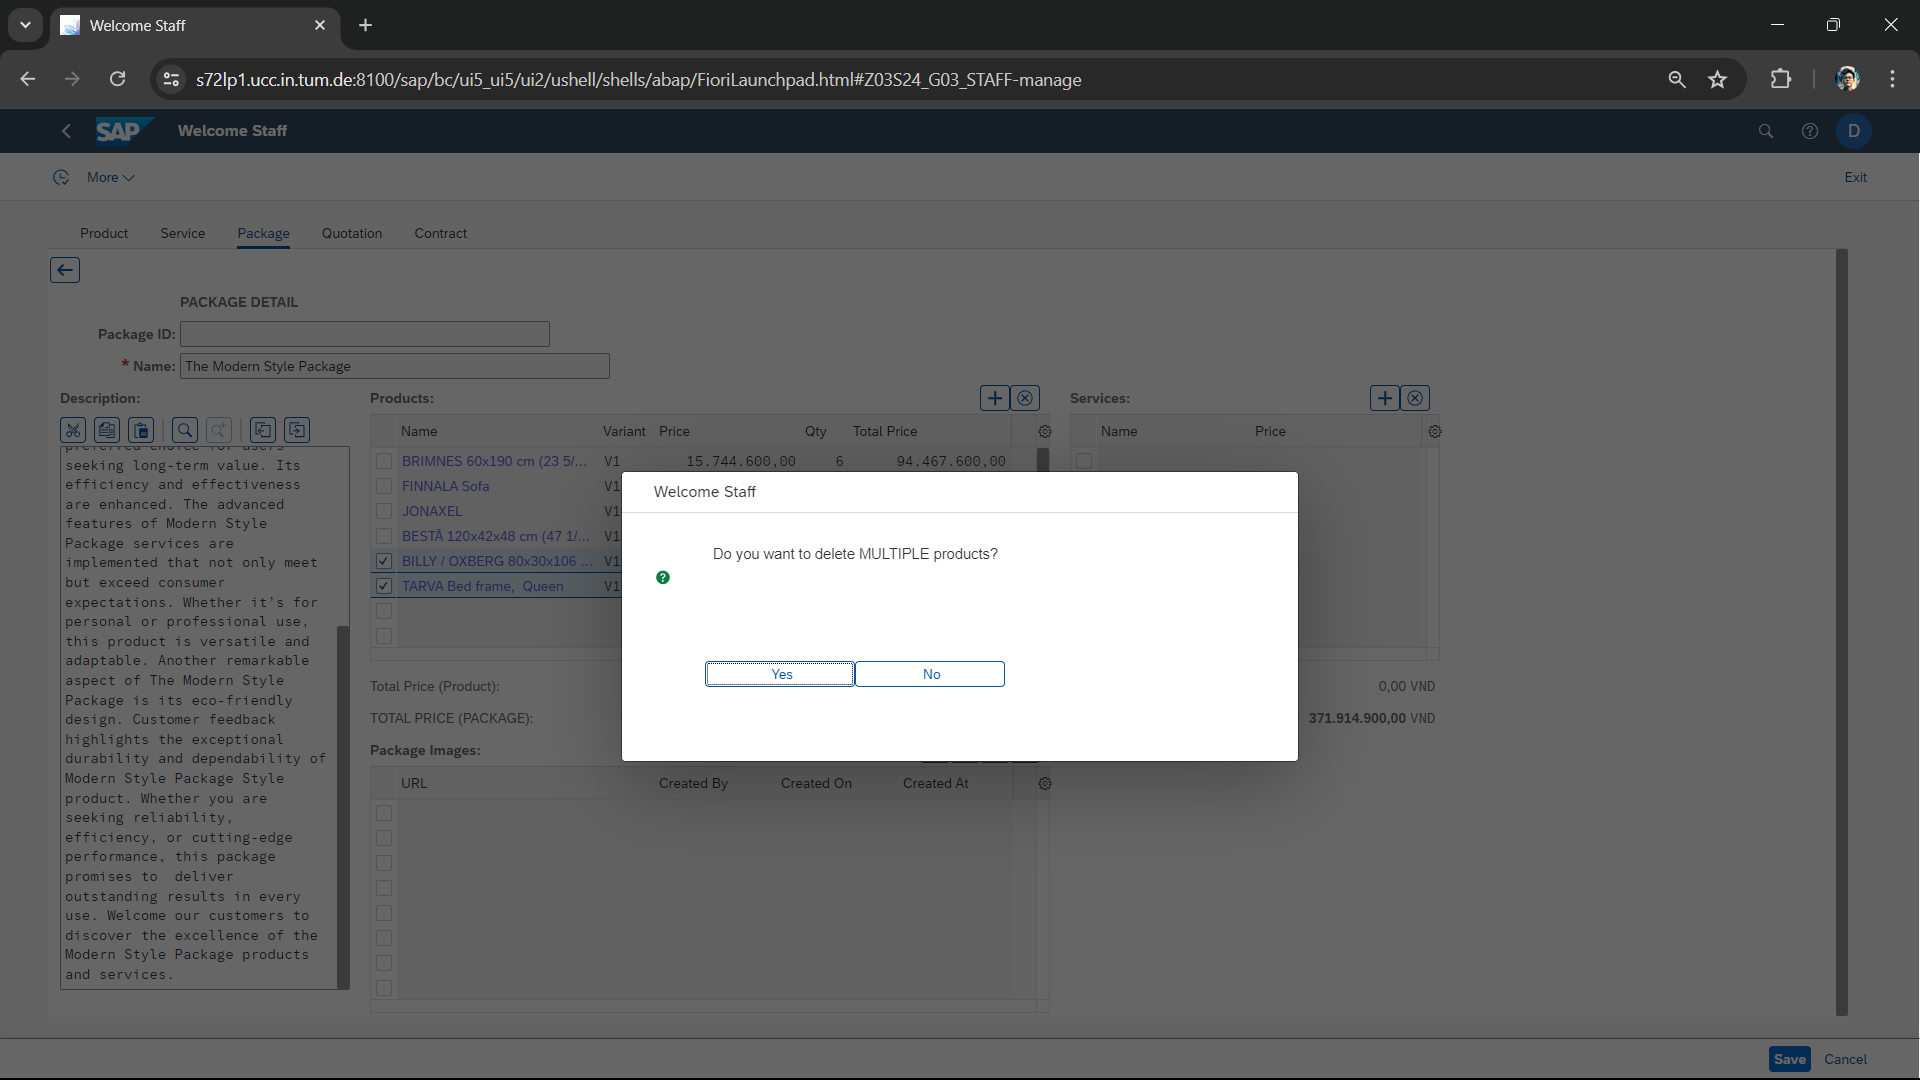 Welcome Staff
s72lp1.ucc.in.tum.de:8100/sap/bc/ui5_ui5/ui2/ushell/shells/abap/FioriLaunchpad.html#Z03S24_G03_STAFF-manage
SAP Welcome Staff D
More Exit
Product Service Package Quotation Contract
PACKAGE DETAIL
Package ID:
* Name: The Modern Style Package
Description: Products: Services:
Name Variant Price Qty Total Price Name Price
BRIMNES 60x190 cm (23 5/... V1 15.744.600,00 6 94.467.600,00
FINNALA Sofa V1
JONAXEL V1
BESTÅ 120x42x48 cm (47 1/... V1
BILLY / OXBERG 80x30x106 ... V1
TARVA Bed frame, Queen V1
preferred choice for users
seeking long-term value. Its
efficiency and effectiveness
are enhanced. The advanced
features of Modern Style
Package services are
implemented that not only meet
but exceed consumer
expectations. Whether it's for
personal or professional use,
this product is versatile and
adaptable. Another remarkable
aspect of The Modern Style
Package is its eco-friendly
design. Customer feedback
highlights the exceptional
durability and dependability of
Modern Style Package Style
product. Whether you are
seeking reliability,
efficiency, or cutting-edge
performance, this package
promises to deliver
outstanding results in every
use. Welcome our customers to
discover the excellence of the
Modern Style Package products
and services.
Welcome Staff
Do you want to delete MULTIPLE products?
?
Yes No
Total Price (Product): 0,00 VND
TOTAL PRICE (PACKAGE): 371.914.900,00 VND
Package Images:
URL Created By Created On Created At
Save Cancel